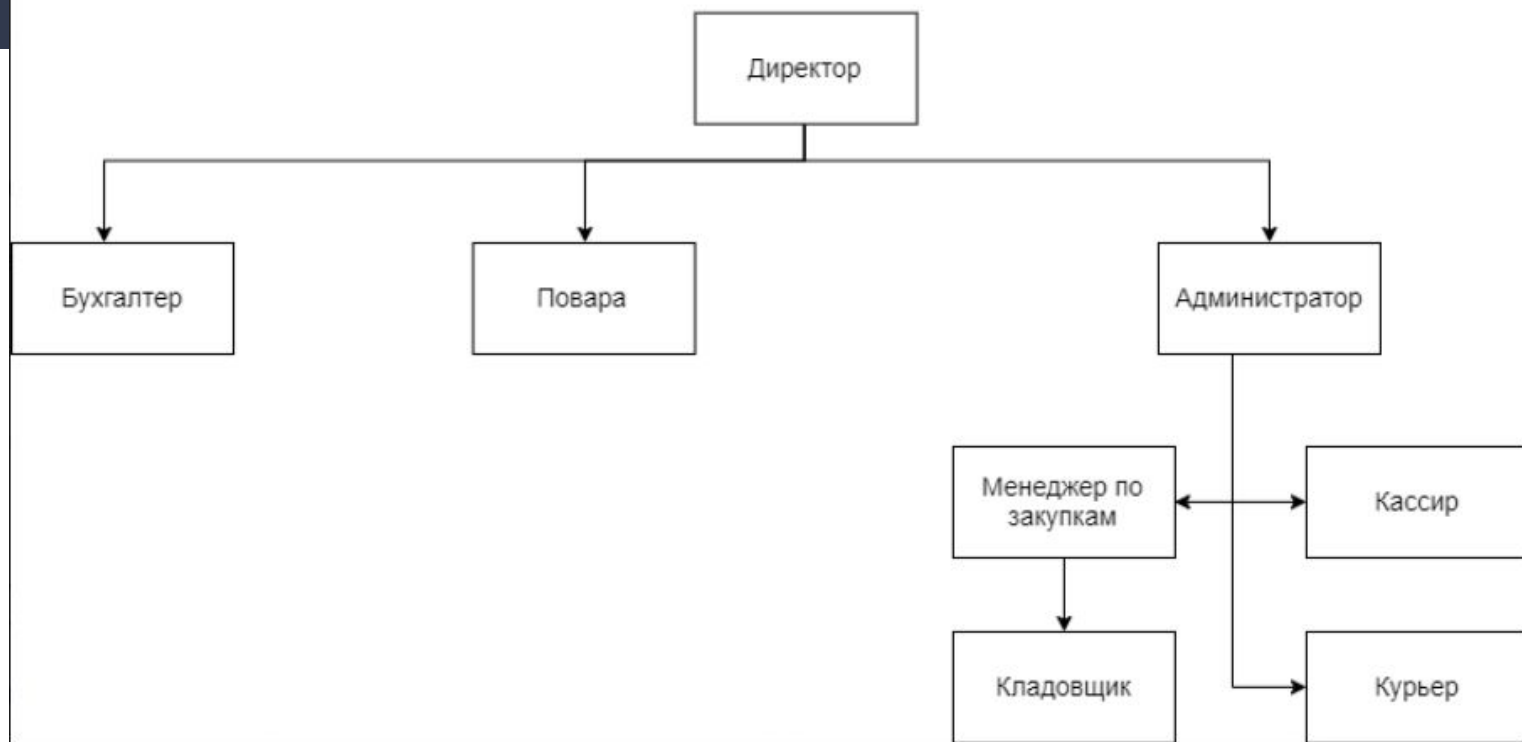 Директор
Бухгалтер
Повара
Администратор
Менеджер по
закупкам
Кассир
Кладовщик
Курьер